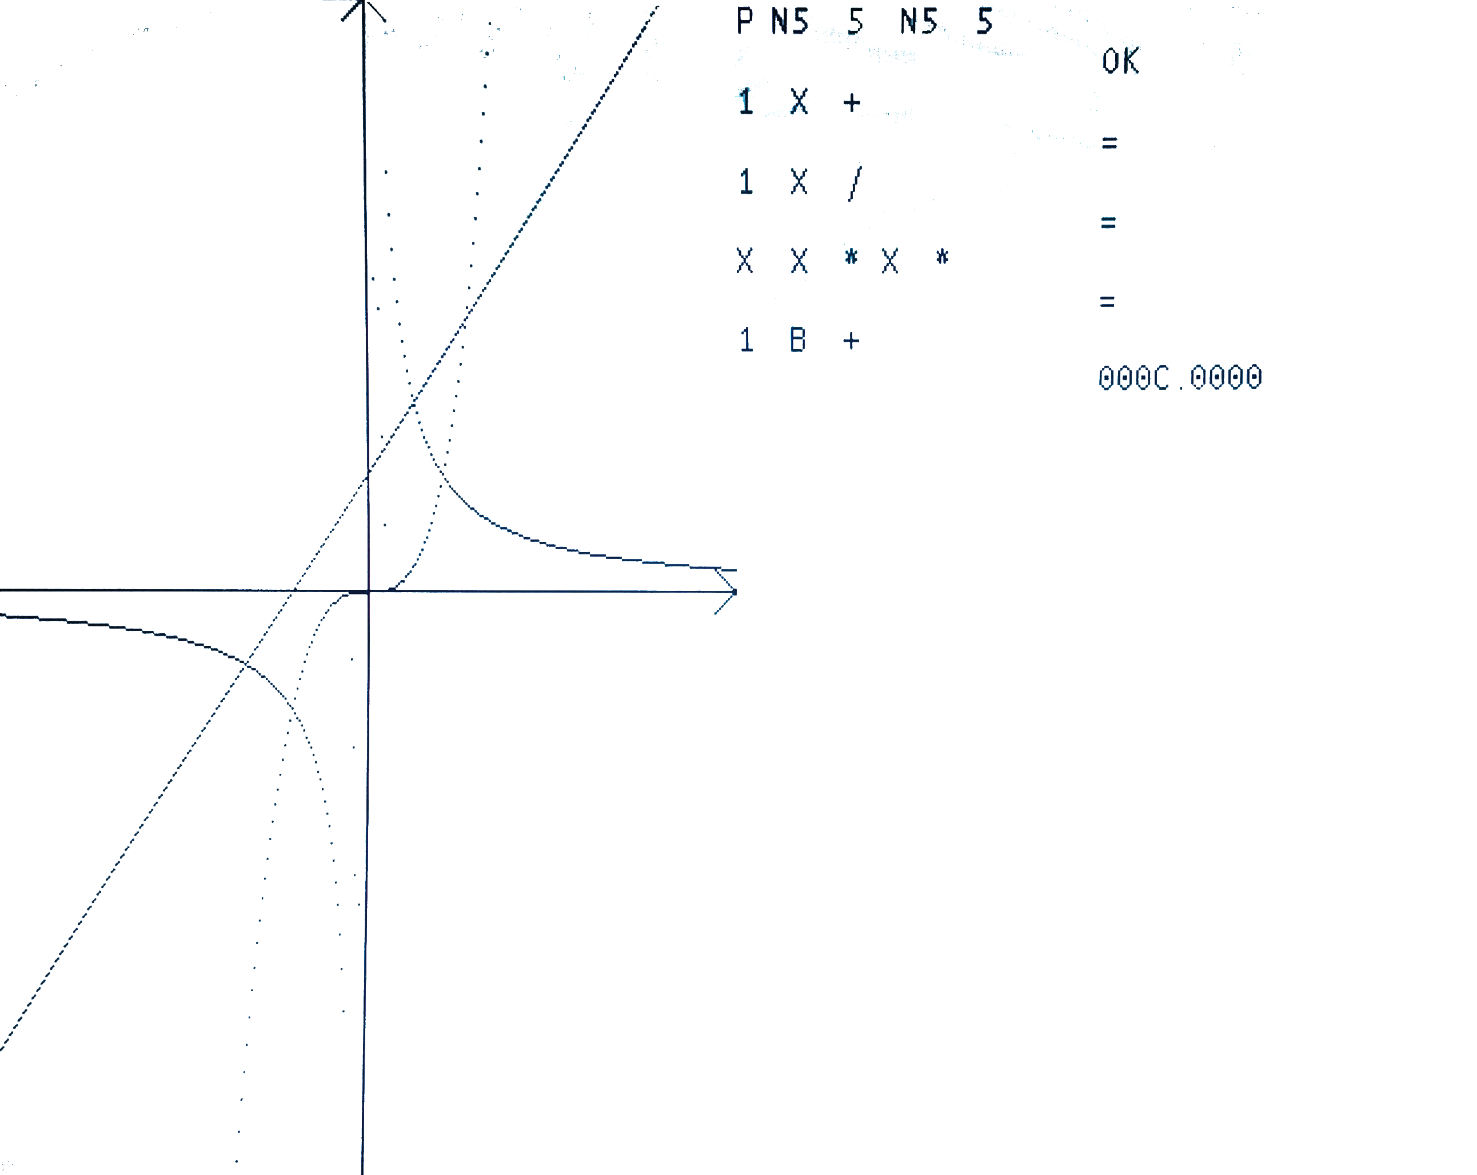 P N5 5 N5 5
OK
1 X +
=
1 X /
=
X X * X *
=
1 B +
000C.0000